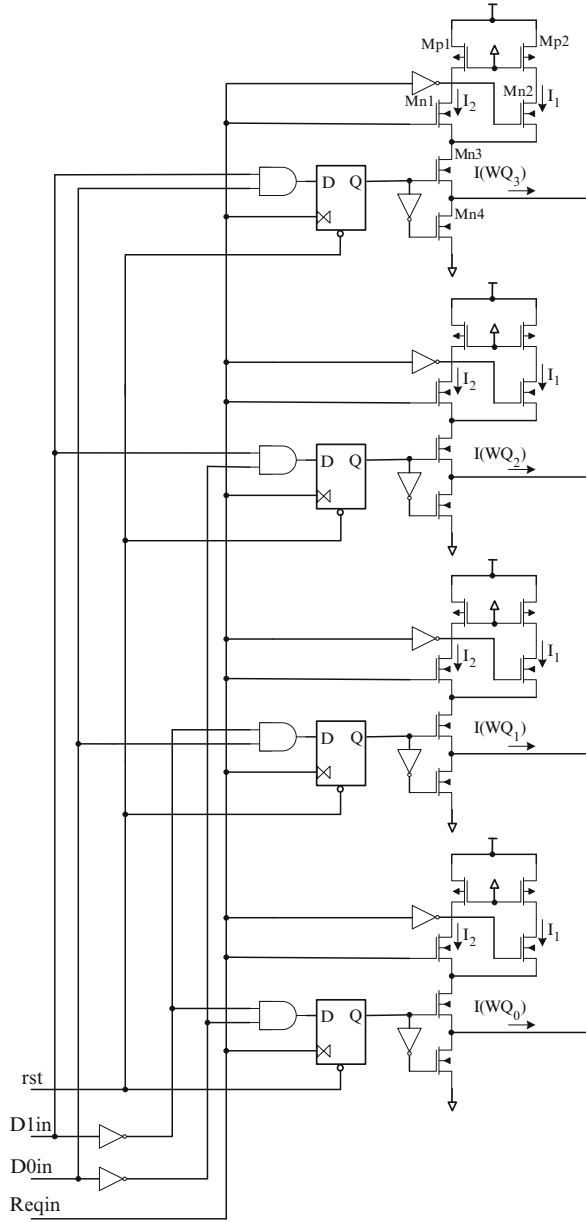 Mp1 Mp2
Mn1 I2 Mn2 I1
Mn3
D Q I(WQ3)
Mn4
I2 I1
D Q I(WQ2)
I2 I1
D Q I(WQ1)
I2 I1
D Q I(WQ0)
rst
D1in
D0in
Reqin